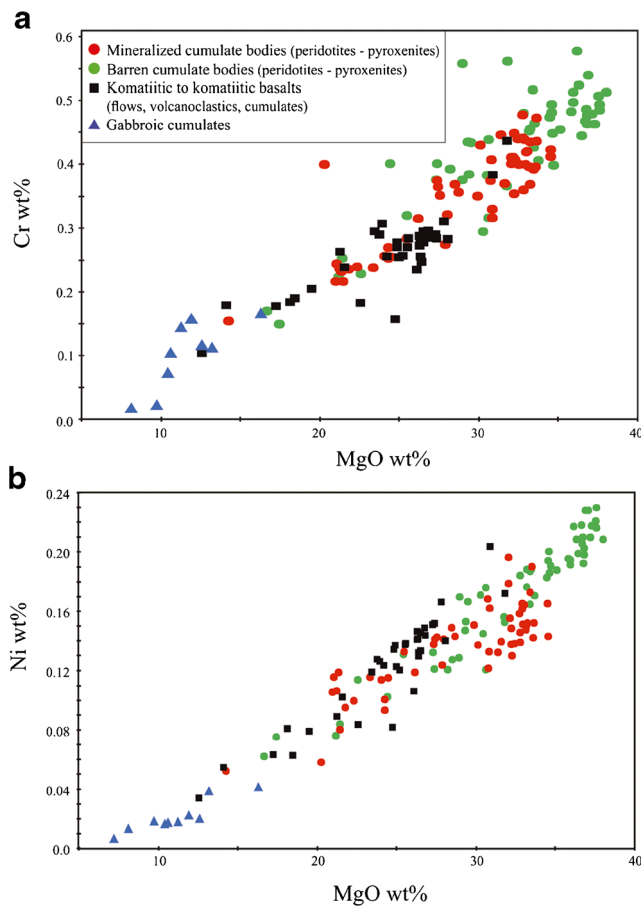 a
0.6
0.5
0.4
0.3
0.2
0.1
0.0
Cr wt%
Mineralized cumulate bodies (peridotites - pyroxenites)
Barren cumulate bodies (peridotites - pyroxenites)
Komatiitic to komatiitic basalts
(flows, volcanoclastics, cumulates)
Gabbroic cumulates
10
20
30
40
MgO wt%
b
0.24
0.20
0.16
0.12
0.08
0.04
0.0
Ni wt%
10
20
30
40
MgO wt%